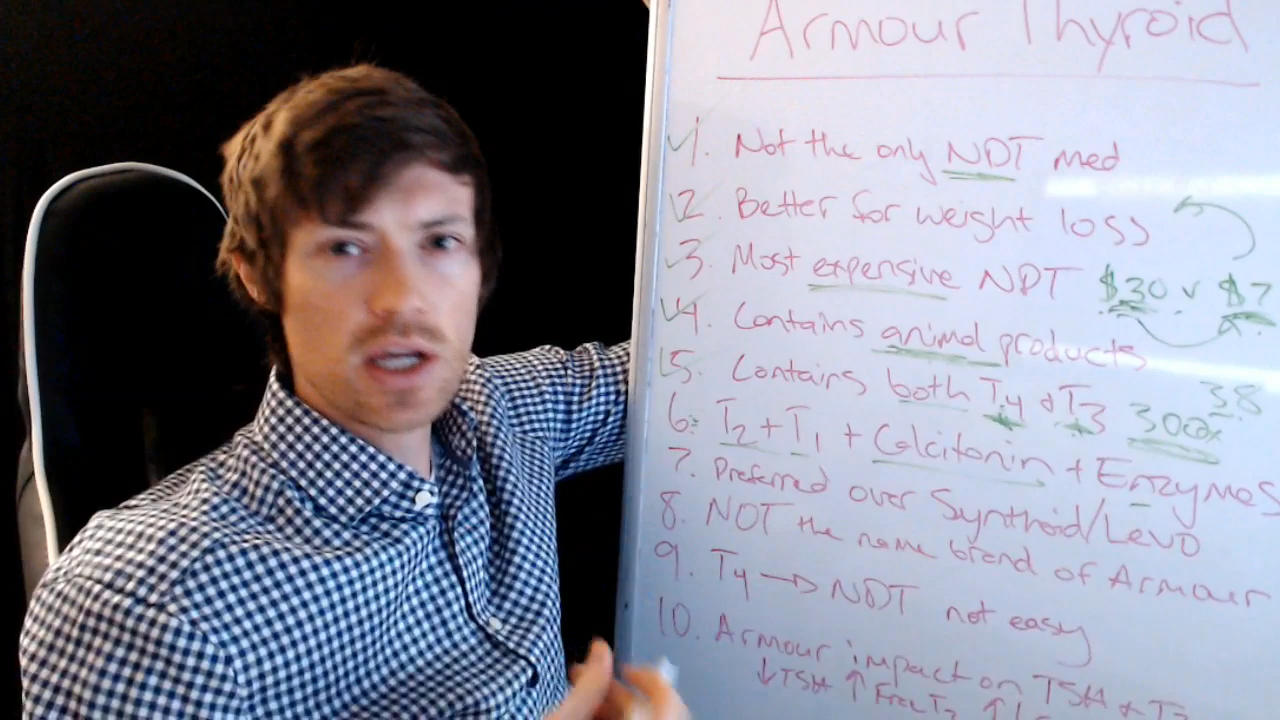 Armour Thyroid
1. Not the only NDT med
2. Better for weight loss
3. Most expensive NDT $30 v $7
4. Contains animal products
5. Contains both T4 & T3 38
6. T2 + T1 + Calcitonin + Enzymes
7. Preferred over Synthroid/Levo
8. NOT the name brand of Armour
9. T4 → NDT not easy
10. Armour impact on TSH &
↓TSH ↑ Free T3 ↑